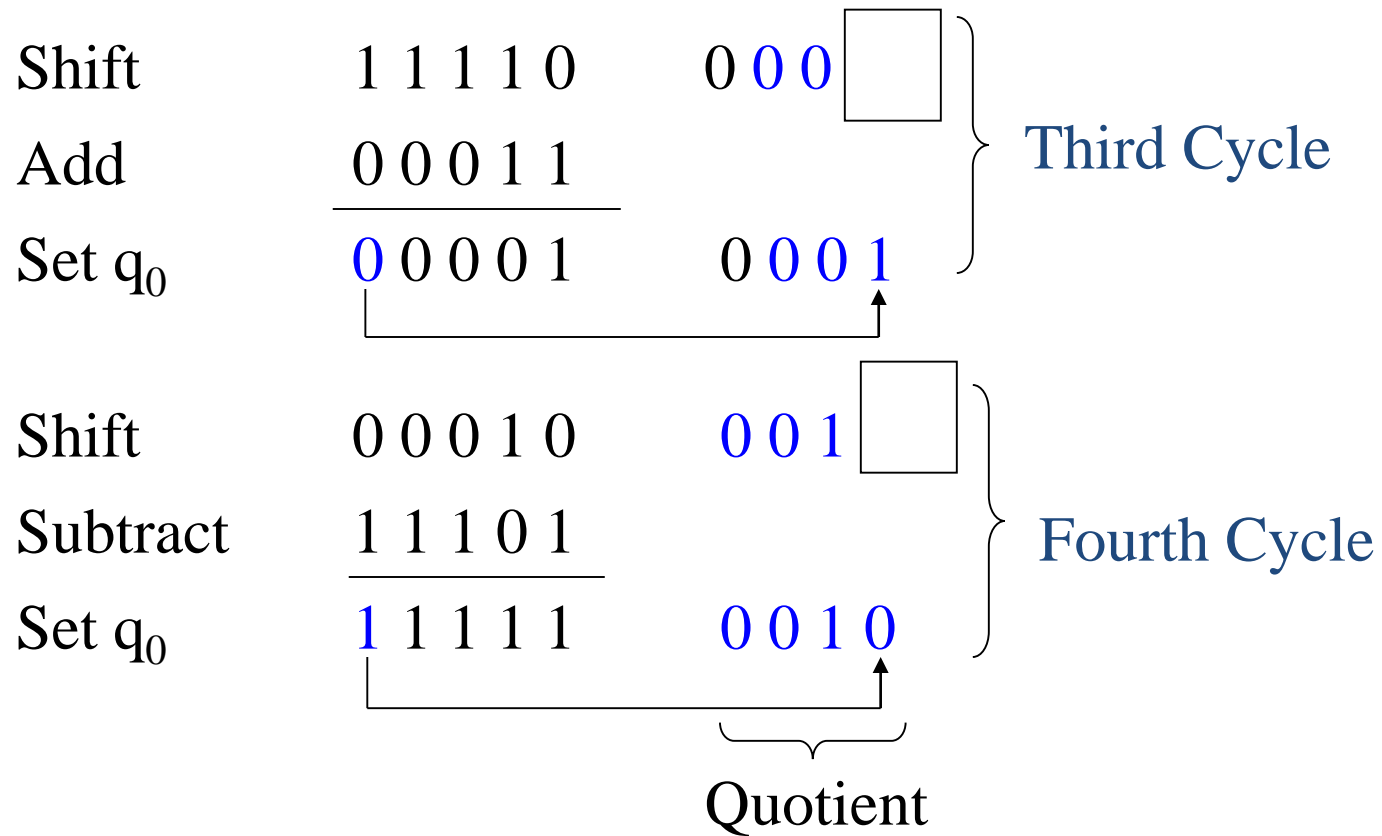 Shift 1 1 1 1 0 0 0 0
Add 0 0 0 1 1
Third Cycle
Set q0 0 0 0 0 1 0 0 0 1
Shift 0 0 0 1 0 0 0 1
Subtract 1 1 1 0 1
Fourth Cycle
Set q0 1 1 1 1 1 0 0 1 0
Quotient